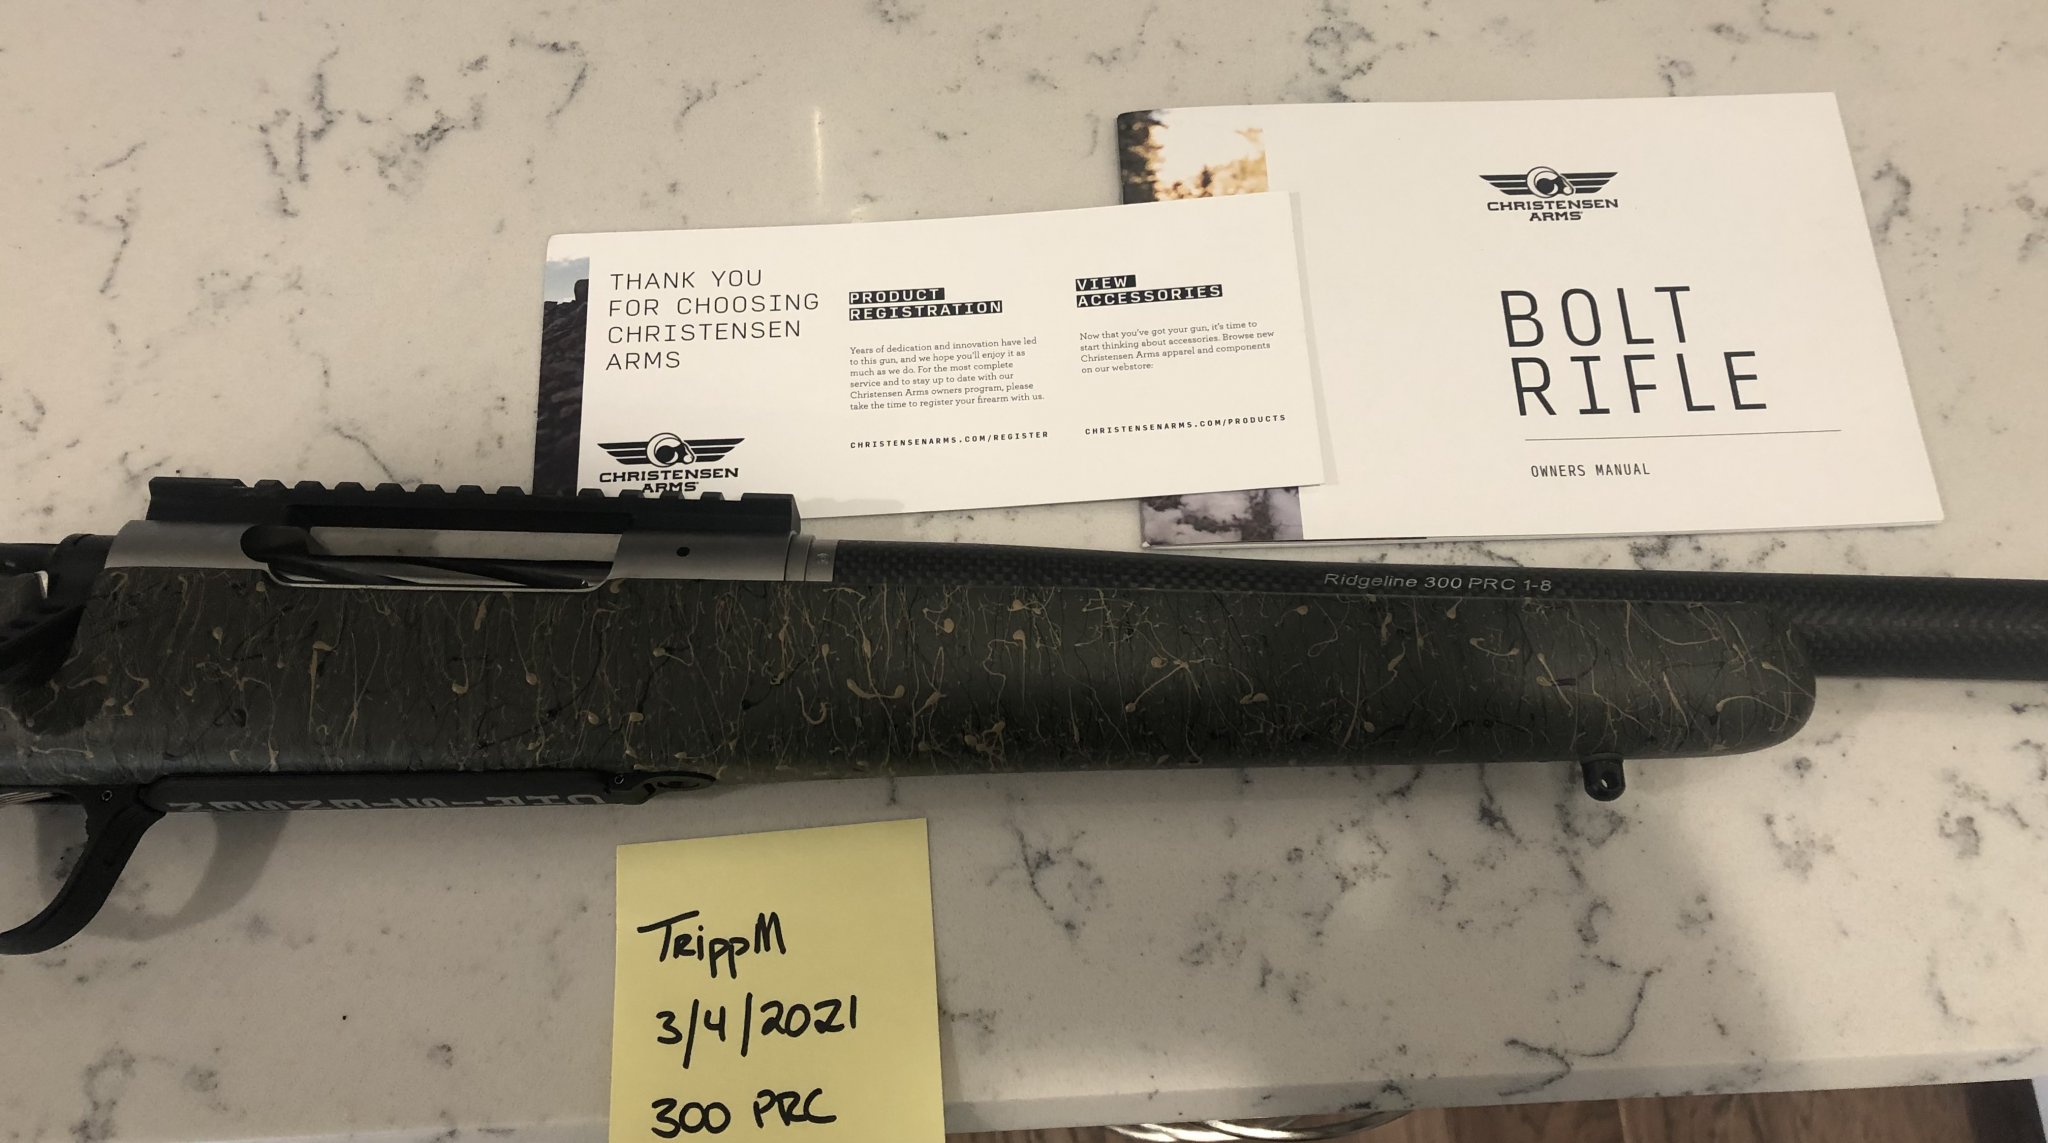 CHRISTENSEN
ARMS
BOLT
RIFLE
OWNERS MANUAL
THANK YOU
FOR CHOOSING
CHRISTENSEN
ARMS
CHRISTENSEN
ARMS
PRODUCT
REGISTRATION
Years of dedication and innovation have led
to this gun, and we hope you'll enjoy it as
much as we do. For the most complete
service and to stay up to date with our
Christensen Arms owners program, please
take the time to register your firearm with us.
CHRISTENSENARMS.COM/REGISTER
VIEW
ACCESSORIES
Now that you've got your gun, it's time to
start thinking about accessories. Browse new
Christensen Arms apparel and components
on our webstore:
CHRISTENSENARMS.COM/PRODUCTS
Ridgeline 300 PRC 1-8
CHRISTENSEN
TrippM
3/4/2021
300 PRC